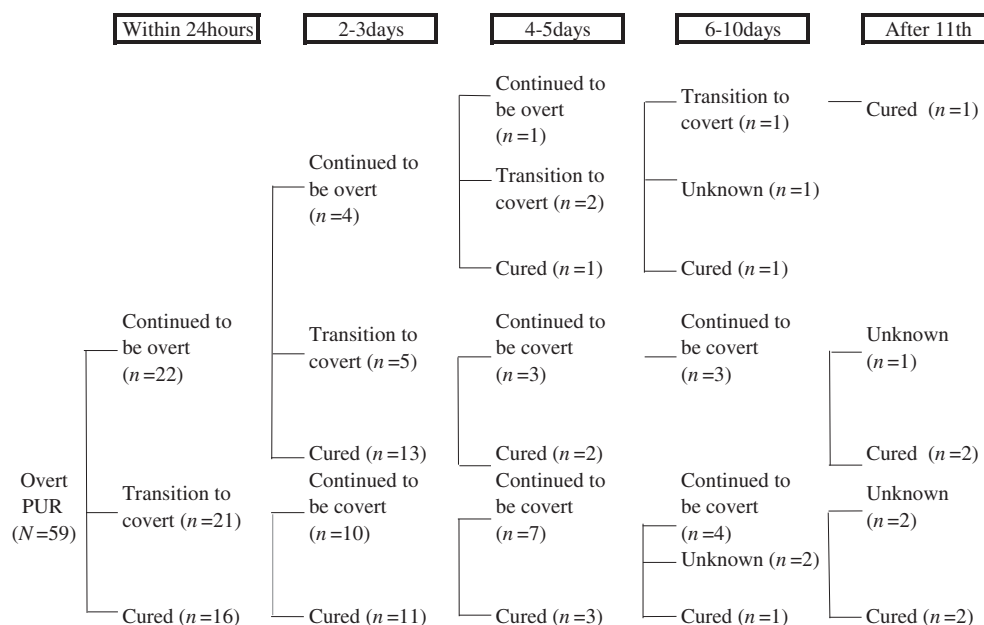 Within 24hours
2-3days
4-5days
6-10days
After 11th
Overt
PUR
(N=59)
Continued to
be overt
(n=22)
Transition to
covert (n=21)
Cured (n=16)
Continued to
be overt
(n=4)
Transition to
covert (n=5)
Cured (n=13)
Continued to
be covert
(n=10)
Cured (n=11)
Continued to
be overt
(n=1)
Transition to
covert (n=2)
Cured (n=1)
Continued to
be covert
(n=3)
Cured (n=2)
Continued to
be covert
(n=7)
Cured (n=3)
Transition to
covert (n=1)
Unknown (n=1)
Cured (n=1)
Continued to
be covert
(n=3)
Continued to
be covert
(n=4)
Unknown (n=2)
Cured (n=1)
Cured (n=1)
Unknown
(n=1)
Cured (n=2)
Unknown
(n=2)
Cured (n=2)